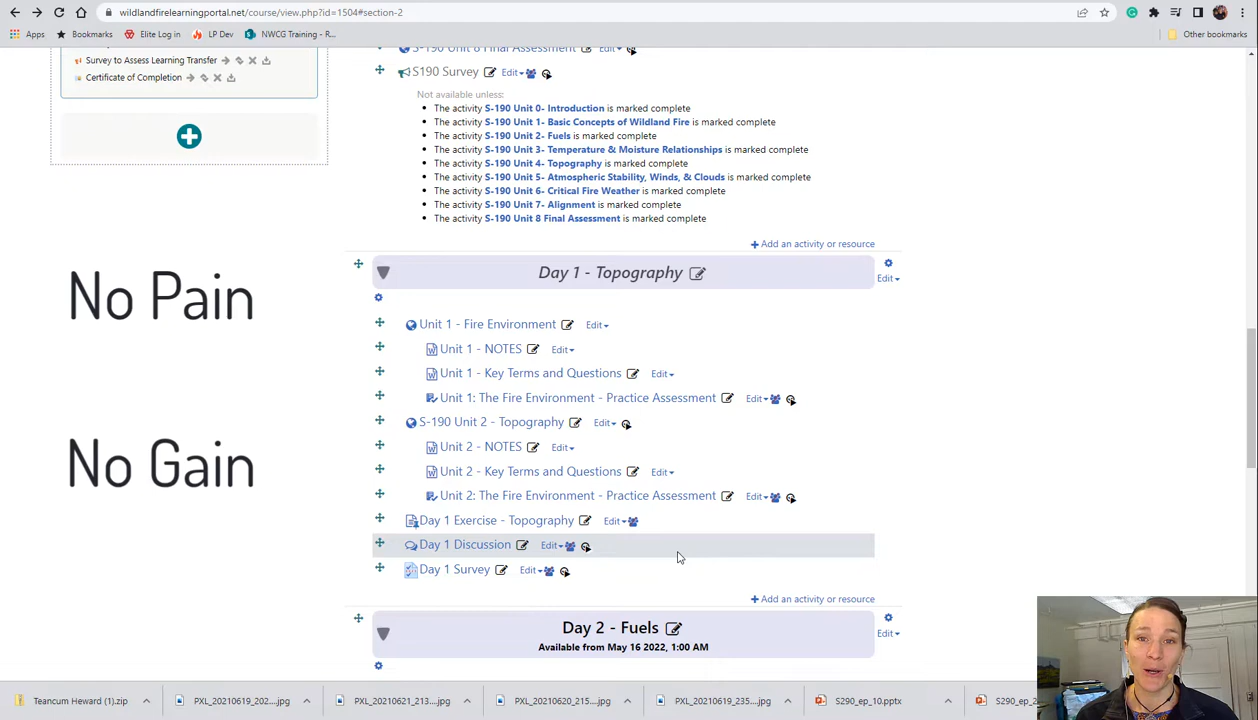 wildlandfirelearningportal.net/course/view.php?id=1504#section-2
Apps Bookmarks Elite Log in LP Dev NWCG Training - R... Other bookmarks
Survey to Assess Learning Transfer
Certificate of Completion
No Pain
No Gain
S-190 Unit 8 Final Assessment Edit
S190 Survey Edit
Not available unless:
The activity S-190 Unit 0- Introduction is marked complete
The activity S-190 Unit 1- Basic Concepts of Wildland Fire is marked complete
The activity S-190 Unit 2- Fuels is marked complete
The activity S-190 Unit 3- Temperature & Moisture Relationships is marked complete
The activity S-190 Unit 4- Topography is marked complete
The activity S-190 Unit 5- Atmospheric Stability, Winds, & Clouds is marked complete
The activity S-190 Unit 6- Critical Fire Weather is marked complete
The activity S-190 Unit 7- Alignment is marked complete
The activity S-190 Unit 8 Final Assessment is marked complete
Add an activity or resource
Day 1 - Topography
Edit
Unit 1 - Fire Environment Edit
Unit 1 - NOTES Edit
Unit 1 - Key Terms and Questions Edit
Unit 1: The Fire Environment - Practice Assessment Edit
S-190 Unit 2 - Topography Edit
Unit 2 - NOTES Edit
Unit 2 - Key Terms and Questions Edit
Unit 2: The Fire Environment - Practice Assessment Edit
Day 1 Exercise - Topography Edit
Day 1 Discussion Edit
Day 1 Survey Edit
Add an activity or resource
Day 2 - Fuels
Edit
Available from May 16 2022, 1:00 AM
Teancum Heward (1).zip PXL_20210619_202....jpg PXL_20210621_213....jpg PXL_20210620_215....jpg PXL_20210619_235....jpg S290_ep_10.pptx S290_ep_